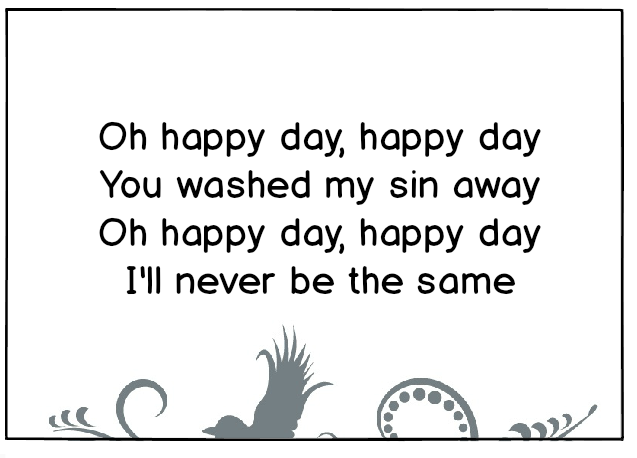 Oh happy day, happy day
You washed my sin away
Oh happy day, happy day
I'll never be the same